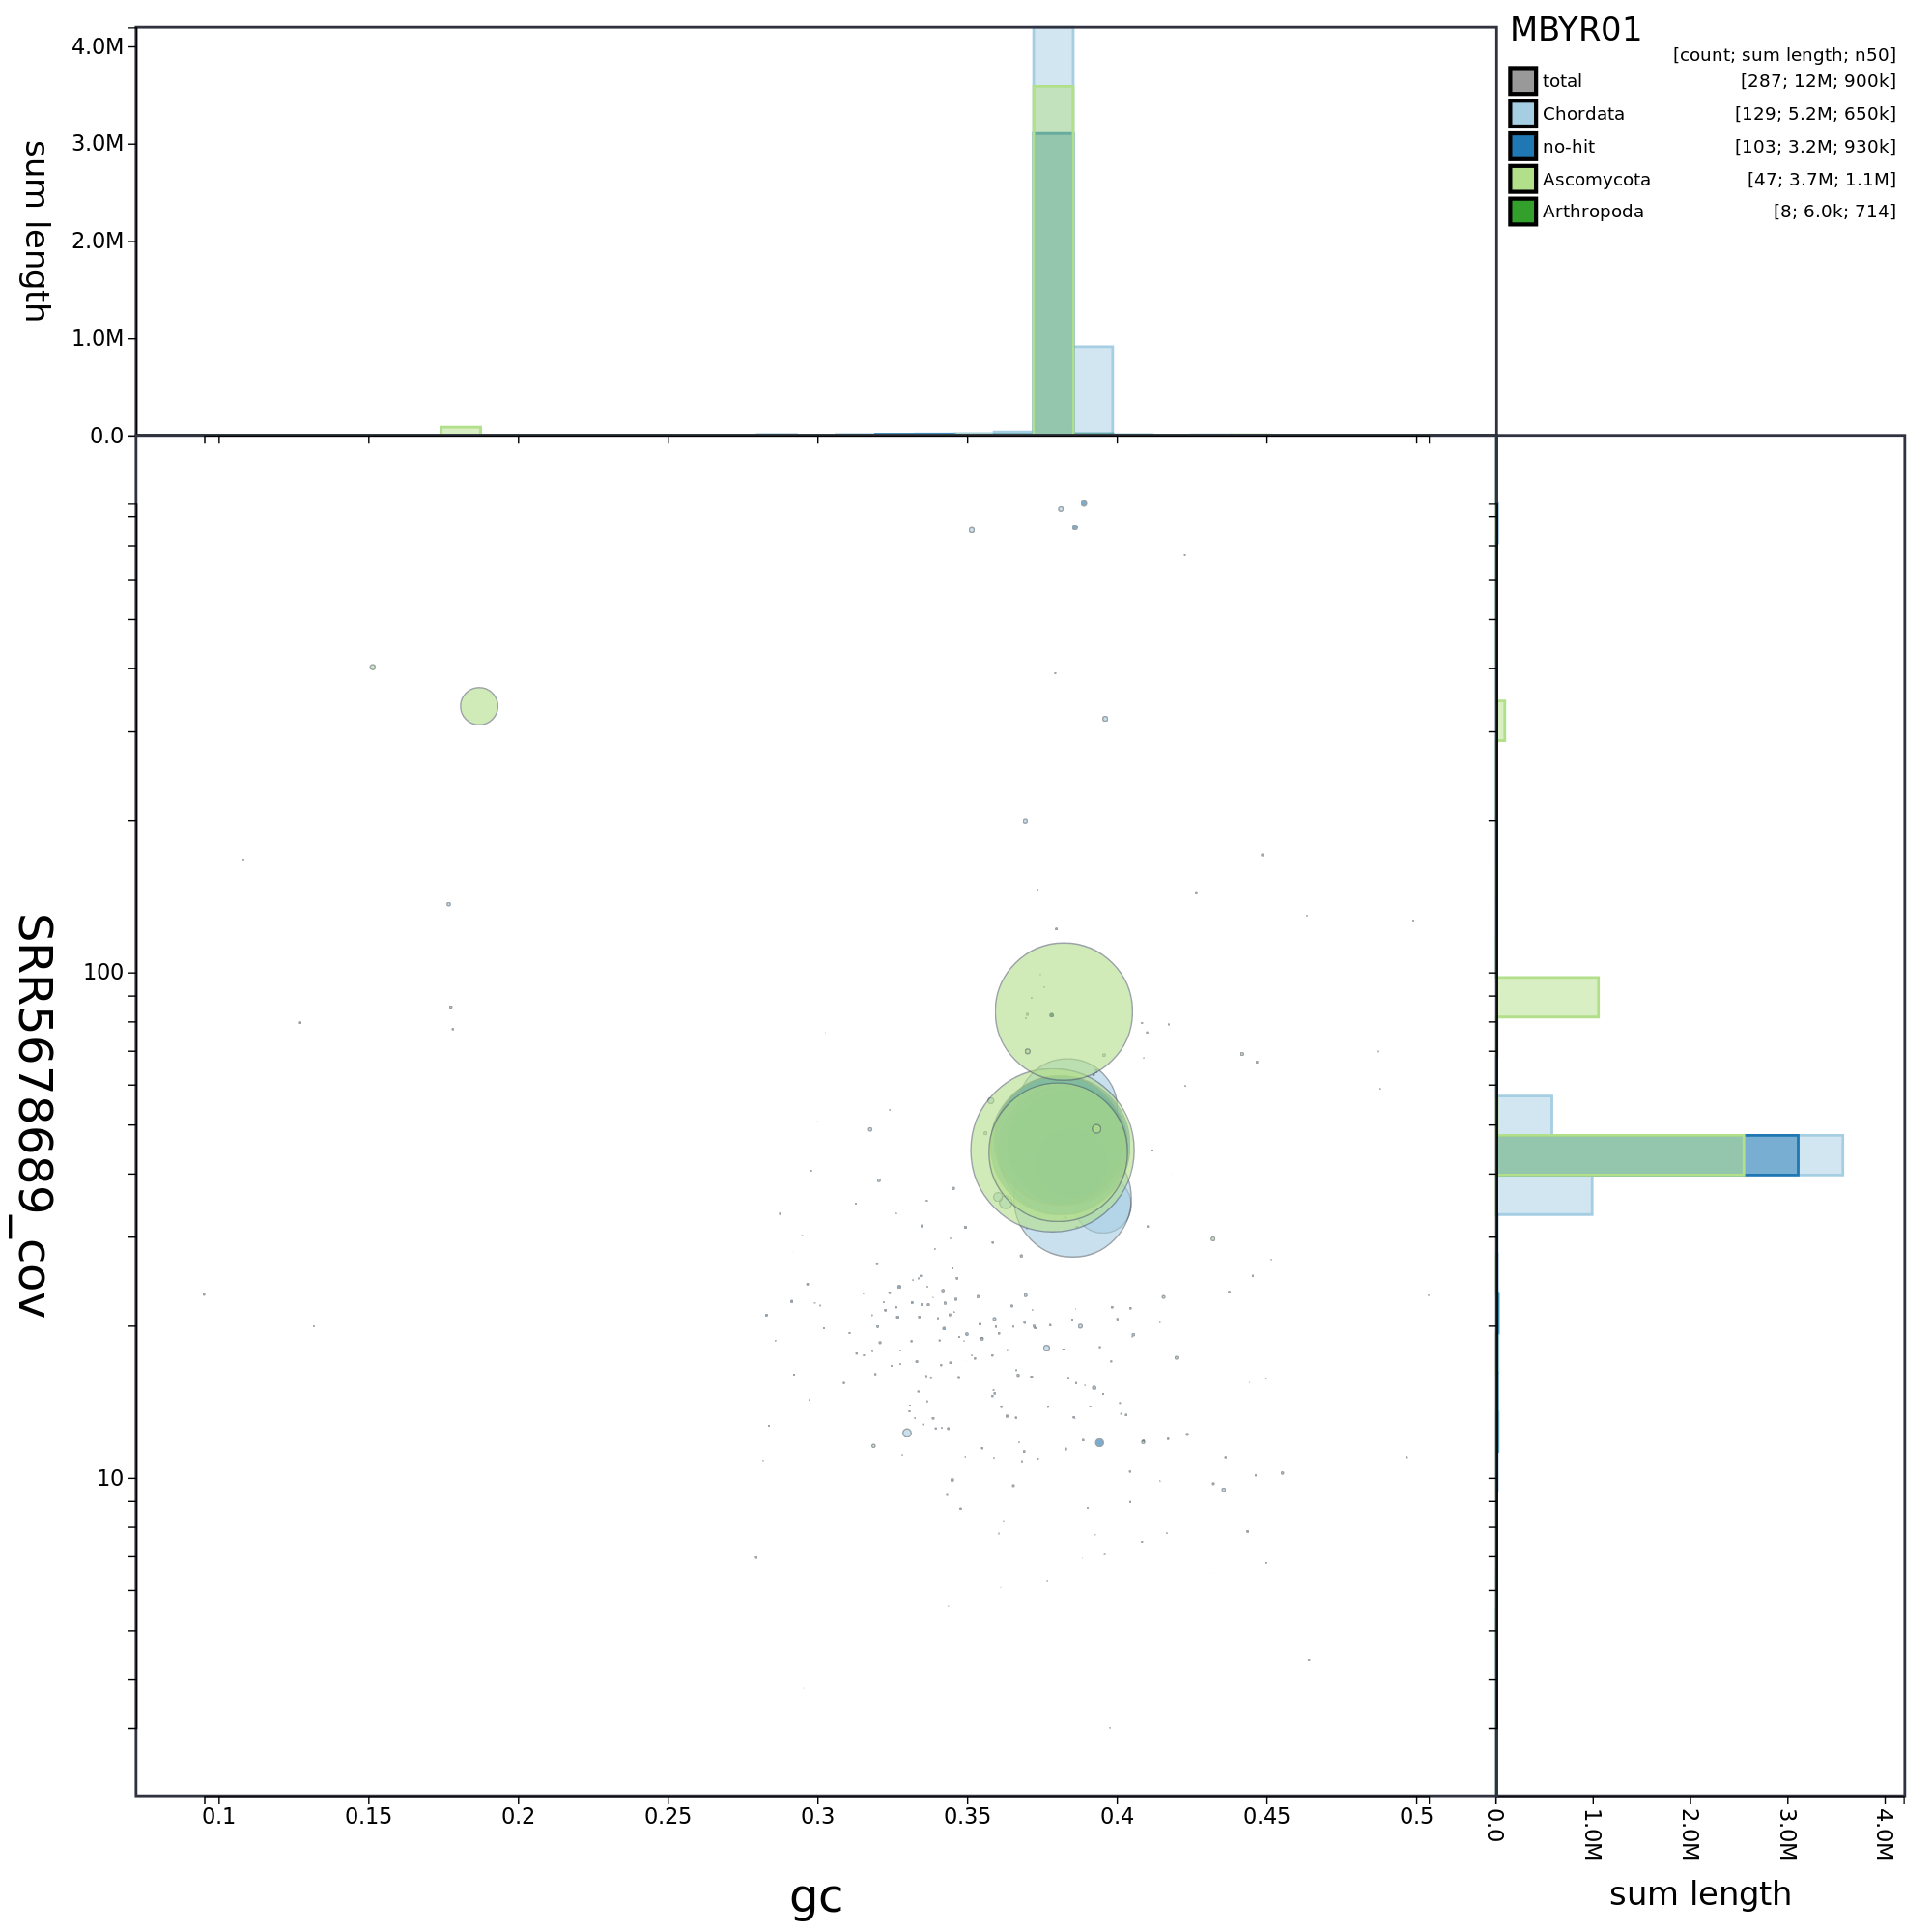 MBYR01
[count; sum length; n50]
total [287; 12M; 900k]
Chordata [129; 5.2M; 650k]
no-hit [103; 3.2M; 930k]
Ascomycota [47; 3.7M; 1.1M]
Arthropoda [8; 6.0k; 714]
sum length
4.0M
3.0M
2.0M
1.0M
0.0
SRR5678689_cov
100
10
0.1 0.15 0.2 0.25 0.3 0.35 0.4 0.45 0.5
gc
0.0 1.0M 2.0M 3.0M 4.0M
sum length